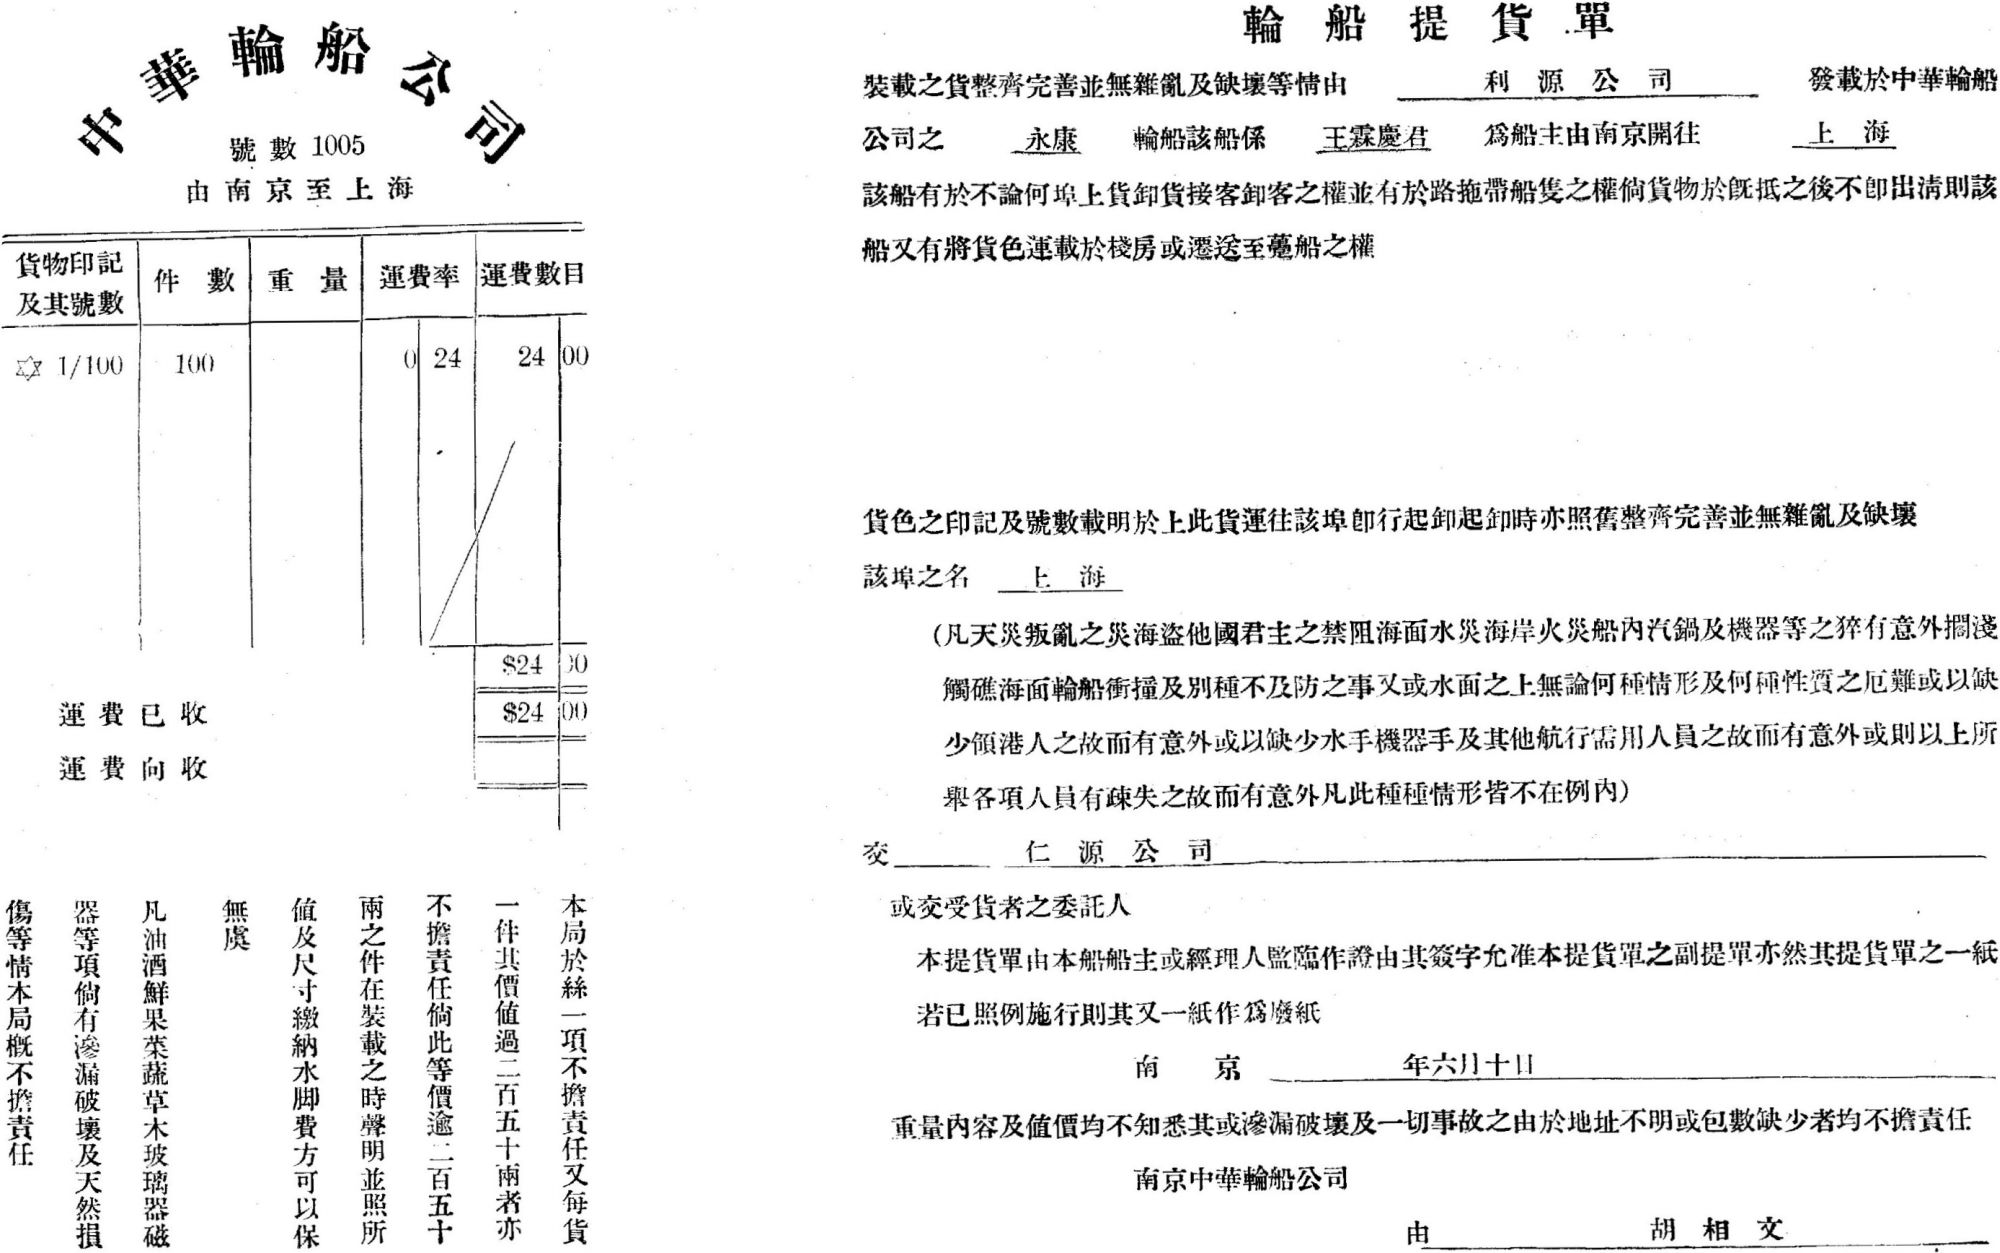 中華輪船公司
號數 1005
由南京至上海
貨物印記及其號數 件數 重量 運費率 運費數目
✡ 1/100 100 0 24 24 00
$24 00
運費已收 $24 00
運費向收
本局於絲一項不擔責任又每貨
一件其價值過二百五十兩者亦
不擔責任倘此等價逾二百五十
兩之件在裝載之時聲明並照所
值及尺寸繳納水脚費方可以保
無虞
凡油酒鮮果菜蔬草木玻璃器磁
器等項倘有滲漏破壞及天然損
傷等情本局概不擔責任
輪船提貨單
裝載之貨整齊完善並無雜亂及缺壞等情由 利源公司 發載於中華輪船
公司之 永康 輪船該船係 王霖慶君 爲船主由南京開往 上海
該船有於不論何埠上貨卸貨接客卸客之權並有於路拖帶船隻之權倘貨物於旣抵之後不卽出淸則該
船又有將貨色運載於棧房或遷送至躉船之權
貨色之印記及號數載明於上此貨運往該埠卽行起卸起卸時亦照舊整齊完善並無雜亂及缺壞
該埠之名 上海
(凡天災叛亂之災海盜他國君主之禁阻海面水災海岸火災船內汽鍋及機器等之猝有意外擱淺
觸礁海面輪船衝撞及別種不及防之事又或水面之上無論何種情形及何種性質之厄難或以缺
少領港人之故而有意外或以缺少水手機器手及其他航行需用人員之故而有意外或則以上所
舉各項人員有疎失之故而有意外凡此種種情形皆不在例內)
交 仁源公司
或交受貨者之委託人
本提貨單由本船船主或經理人監臨作證由其簽字允准本提貨單之副提單亦然其提貨單之一紙
若已照例施行則其又一紙作爲廢紙
南京 年六月十日
重量內容及値價均不知悉其或滲漏破壞及一切事故之由於地址不明或包數缺少者均不擔責任
南京中華輪船公司
由 胡相文